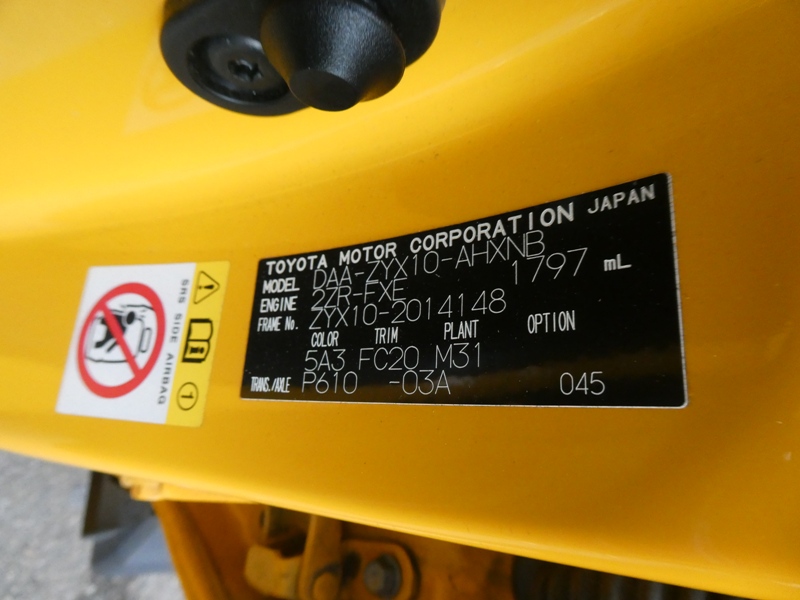 TOYOTA MOTOR CORPORATION JAPAN
MODEL DAA-ZYX10-AHXNB
ENGINE 2ZR-FXE 1797 mL
FRAME No. ZYX10-2014148
COLOR TRIM PLANT OPTION
5A3 FC20 M31
TRANS./AXLE P610 -03A 045
SRS SIDE AIRBAG
1